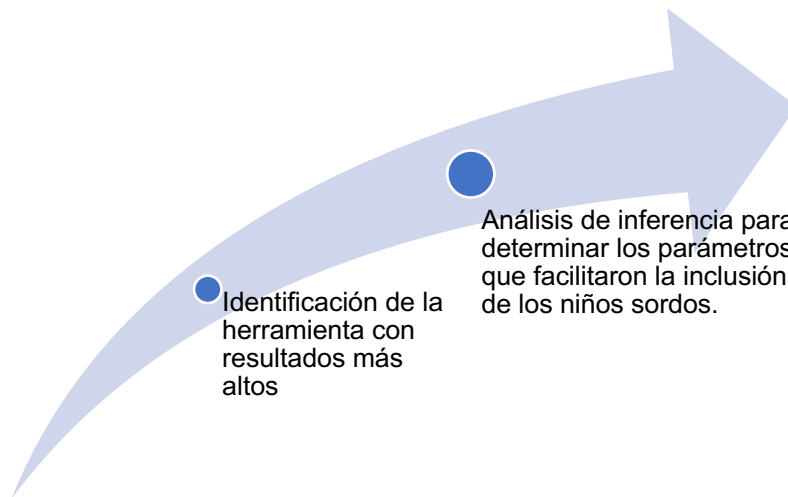 Identificación de la
herramienta con
resultados más
altos
Análisis de inferencia para
determinar los parámetros
que facilitaron la inclusión
de los niños sordos.